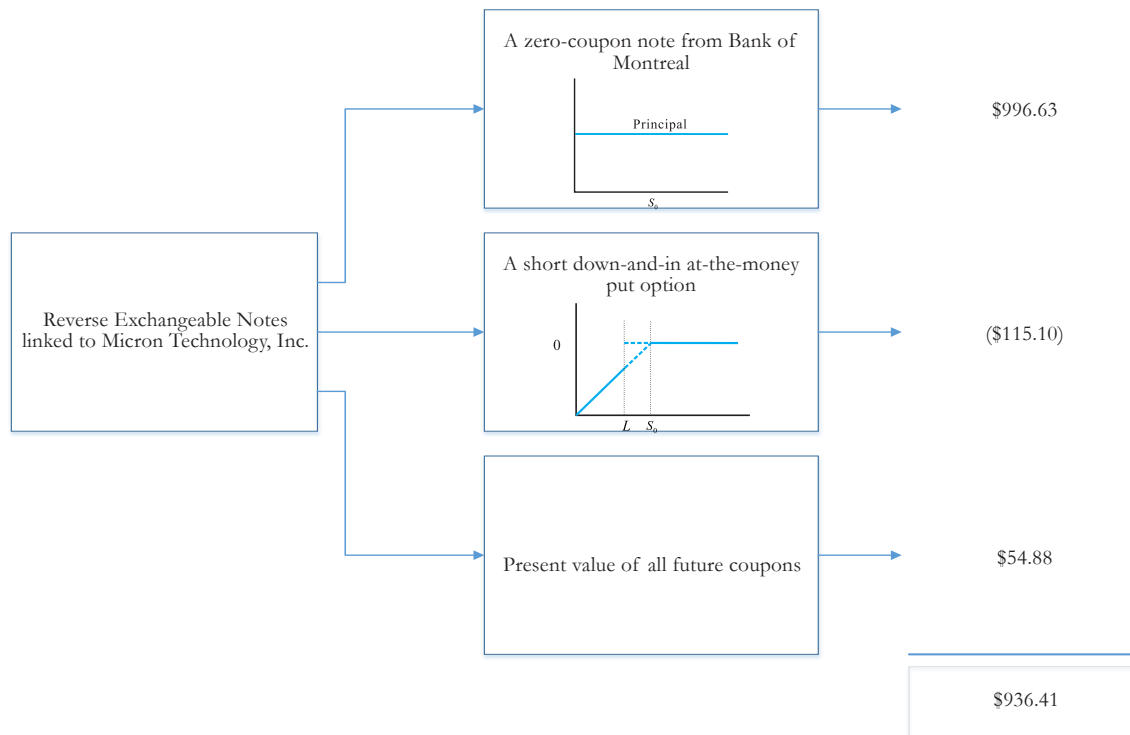 A zero-coupon note from Bank of
Montreal
Principal
S₀
$996.63
Reverse Exchangeable Notes
linked to Micron Technology, Inc.
A short down-and-in at-the-money
put option
0
L S₀
($115.10)
Present value of all future coupons
$54.88
$936.41